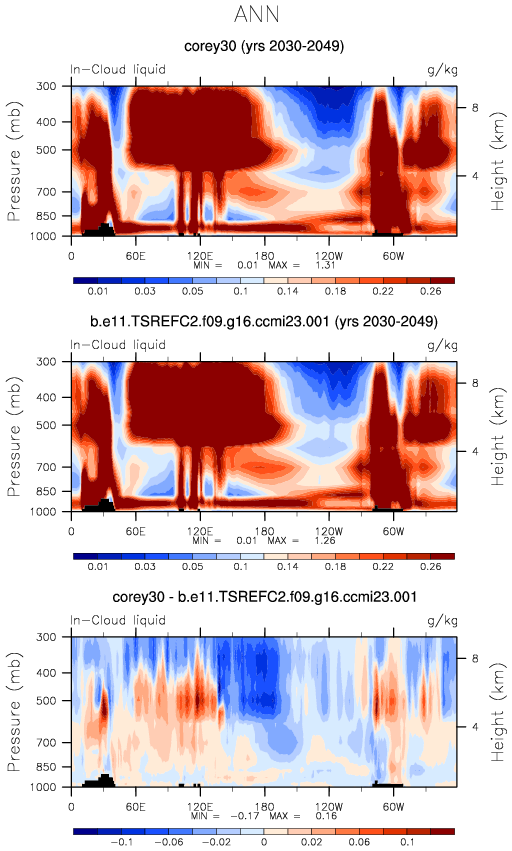 ANN
corey30 (yrs 2030-2049)
In-Cloud liquid g/kg
Pressure (mb)
300
400
500
700
850
1000
8
4
Height (km)
0 60E 120E 180 120W 60W
MIN = 0.01 MAX = 1.31
0.01 0.03 0.05 0.1 0.14 0.18 0.22 0.26
b.e11.TSREFC2.f09.g16.ccmi23.001 (yrs 2030-2049)
In-Cloud liquid g/kg
Pressure (mb)
300
400
500
700
850
1000
8
4
Height (km)
0 60E 120E 180 120W 60W
MIN = 0.01 MAX = 1.26
0.01 0.03 0.05 0.1 0.14 0.18 0.22 0.26
corey30 - b.e11.TSREFC2.f09.g16.ccmi23.001
In-Cloud liquid g/kg
Pressure (mb)
300
400
500
700
850
1000
8
4
Height (km)
0 60E 120E 180 120W 60W
MIN = -0.17 MAX = 0.16
-0.1 -0.06 -0.02 0 0.02 0.06 0.1